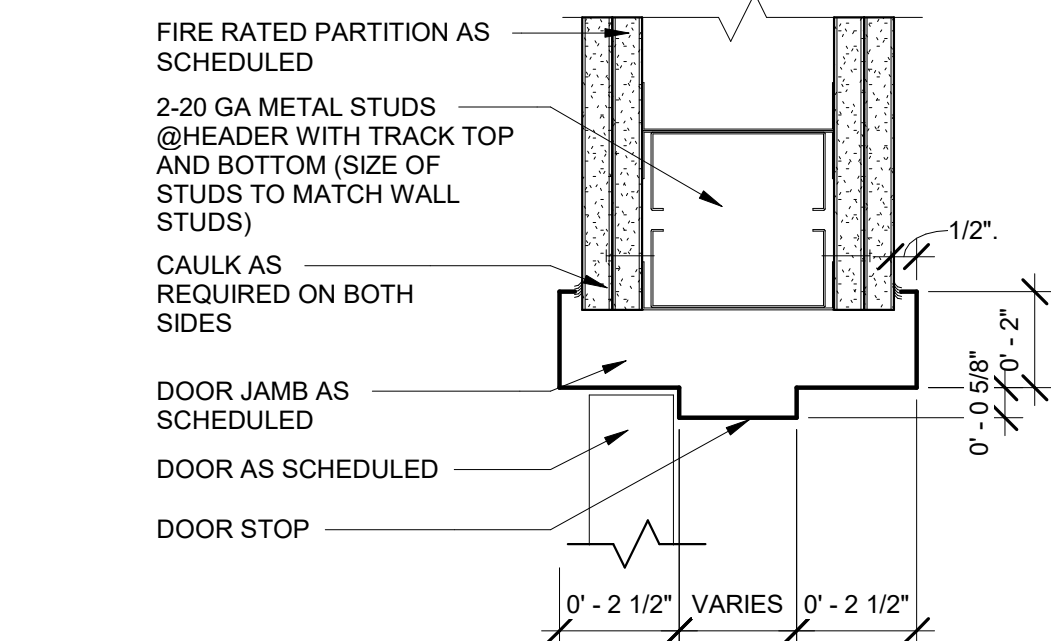 FIRE RATED PARTITION AS
SCHEDULED
2-20 GA METAL STUDS
@HEADER WITH TRACK TOP
AND BOTTOM (SIZE OF
STUDS TO MATCH WALL
STUDS)
CAULK AS
REQUIRED ON BOTH
SIDES
DOOR JAMB AS
SCHEDULED
DOOR AS SCHEDULED
DOOR STOP
1/2".
0' - 2"
0' - 0 5/8"
0' - 2 1/2"
VARIES
0' - 2 1/2"